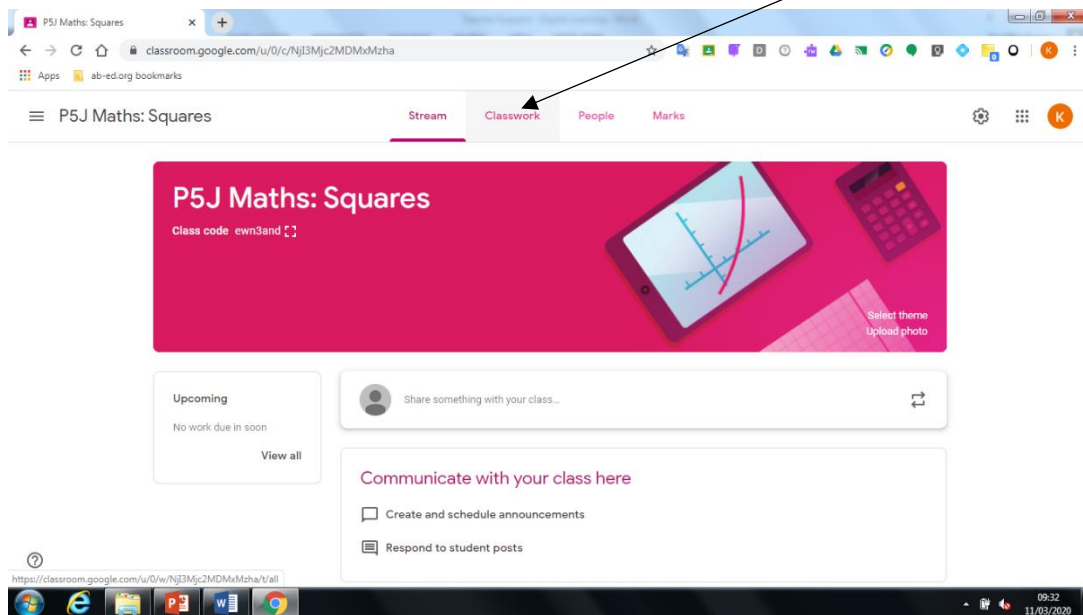 P5J Maths: Squares
classroom.google.com/u/0/c/NjI3Mjc2MDMxMzha
Apps ab-ed.org bookmarks
P5J Maths: Squares Stream Classwork People Marks K
P5J Maths: Squares
Class code ewn3and
Select theme
Upload photo
Upcoming
No work due in soon
View all
Share something with your class...
Communicate with your class here
Create and schedule announcements
Respond to student posts
https://classroom.google.com/u/0/w/NjI3Mjc2MDMxMzha/t/all
09:32
11/03/2020